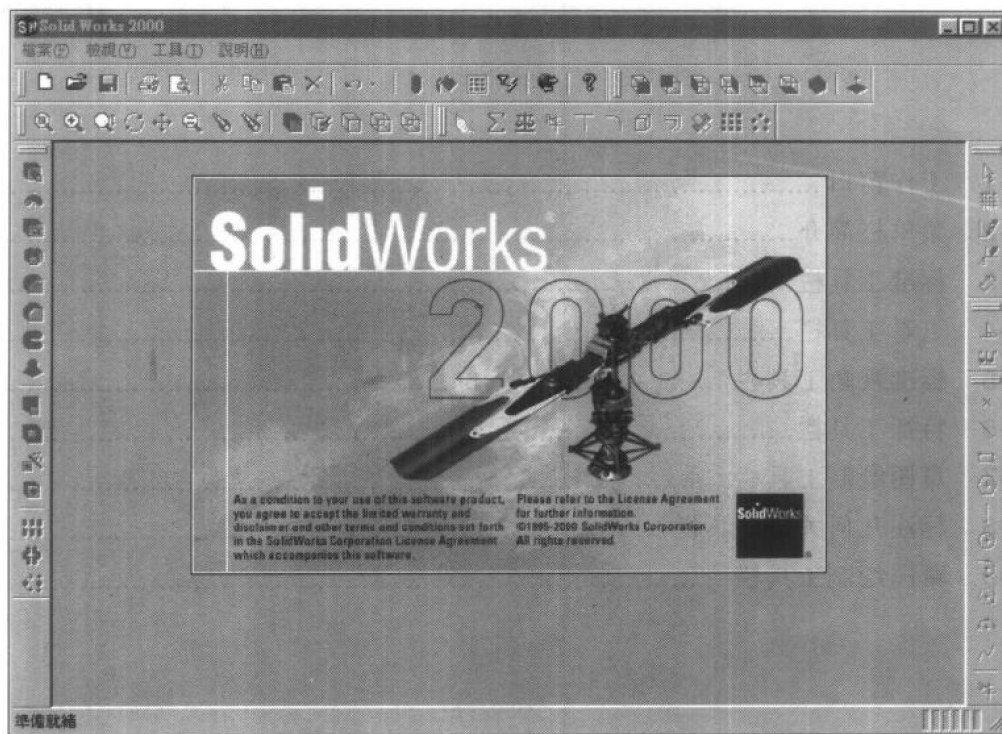 SolidWorks 2000
檔案(F) 檢視(V) 工具(T) 說明(H)
SolidWorks®
2000
As a condition to your use of this software product,
you agree to accept the limited warranty and
disclaimer and other terms and conditions set forth
in the SolidWorks Corporation License Agreement
which accompanies this software.
Please refer to the License Agreement
for further information.
©1995-2000 SolidWorks Corporation
All rights reserved.
SolidWorks
®
準備就緒